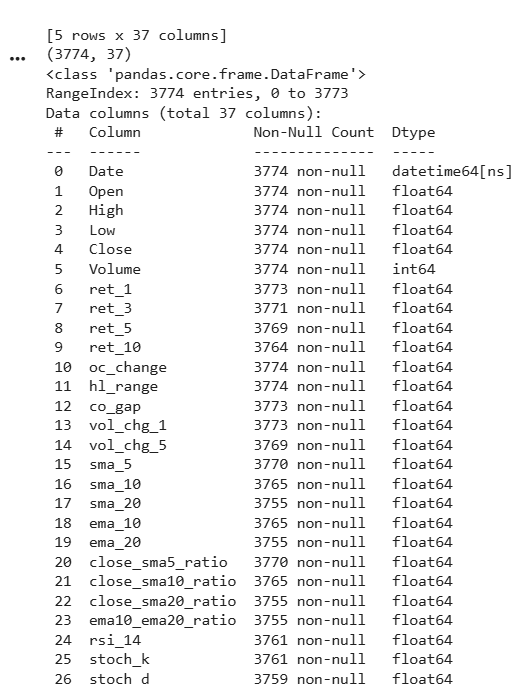 [5 rows x 37 columns]
(3774, 37)
<class 'pandas.core.frame.DataFrame'>
RangeIndex: 3774 entries, 0 to 3773
Data columns (total 37 columns):
 #   Column             Non-Null Count  Dtype
---  ------             --------------  -----
 0   Date               3774 non-null   datetime64[ns]
 1   Open               3774 non-null   float64
 2   High               3774 non-null   float64
 3   Low                3774 non-null   float64
 4   Close              3774 non-null   float64
 5   Volume             3774 non-null   int64
 6   ret_1              3773 non-null   float64
 7   ret_3              3771 non-null   float64
 8   ret_5              3769 non-null   float64
 9   ret_10             3764 non-null   float64
 10  oc_change          3774 non-null   float64
 11  hl_range           3774 non-null   float64
 12  co_gap             3773 non-null   float64
 13  vol_chg_1          3773 non-null   float64
 14  vol_chg_5          3769 non-null   float64
 15  sma_5              3770 non-null   float64
 16  sma_10             3765 non-null   float64
 17  sma_20             3755 non-null   float64
 18  ema_10             3765 non-null   float64
 19  ema_20             3755 non-null   float64
 20  close_sma5_ratio   3770 non-null   float64
 21  close_sma10_ratio  3765 non-null   float64
 22  close_sma20_ratio  3755 non-null   float64
 23  ema10_ema20_ratio  3755 non-null   float64
 24  rsi_14             3761 non-null   float64
 25  stoch_k            3761 non-null   float64
 26  stoch_d            3759 non-null   float64